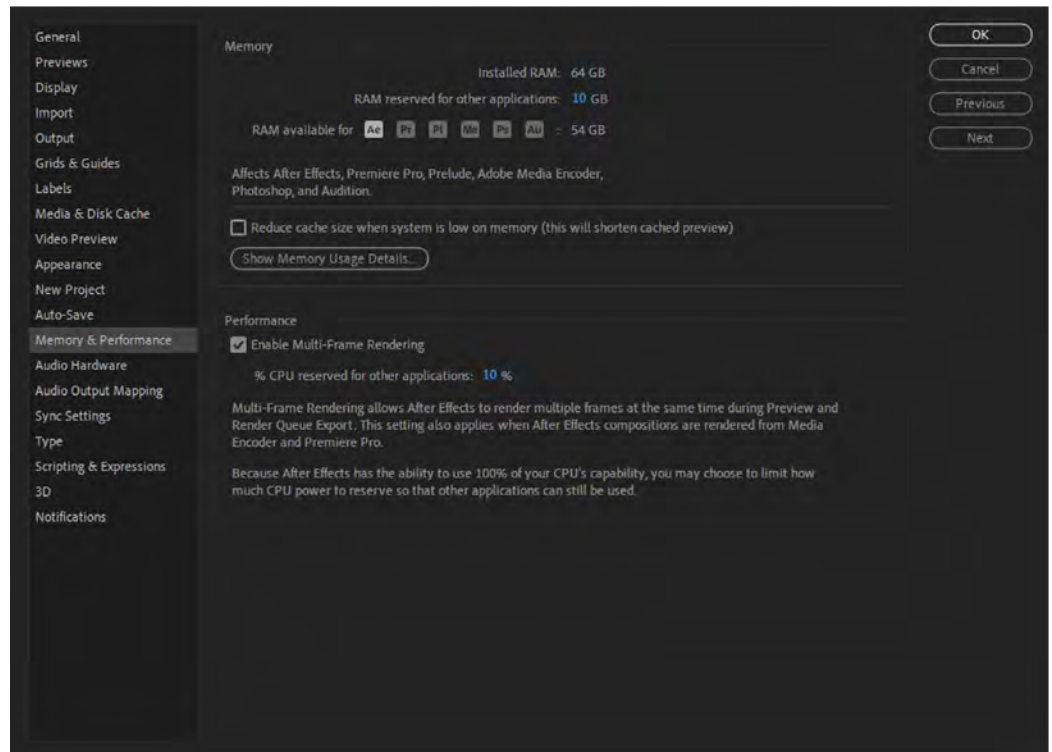 General
Previews
Display
Import
Output
Grids & Guides
Labels
Media & Disk Cache
Video Preview
Appearance
New Project
Auto-Save
Memory & Performance
Audio Hardware
Audio Output Mapping
Sync Settings
Type
Scripting & Expressions
3D
Notifications
Memory
Installed RAM: 64 GB
RAM reserved for other applications: 10 GB
RAM available for Ae Pr Pl Me Ps Au : 54 GB
Affects After Effects, Premiere Pro, Prelude, Adobe Media Encoder,
Photoshop, and Audition.
Reduce cache size when system is low on memory (this will shorten cached preview)
Show Memory Usage Details...
Performance
Enable Multi-Frame Rendering
% CPU reserved for other applications: 10 %
Multi-Frame Rendering allows After Effects to render multiple frames at the same time during Preview and
Render Queue Export. This setting also applies when After Effects compositions are rendered from Media
Encoder and Premiere Pro.
Because After Effects has the ability to use 100% of your CPU's capability, you may choose to limit how
much CPU power to reserve so that other applications can still be used.
OK
Cancel
Previous
Next